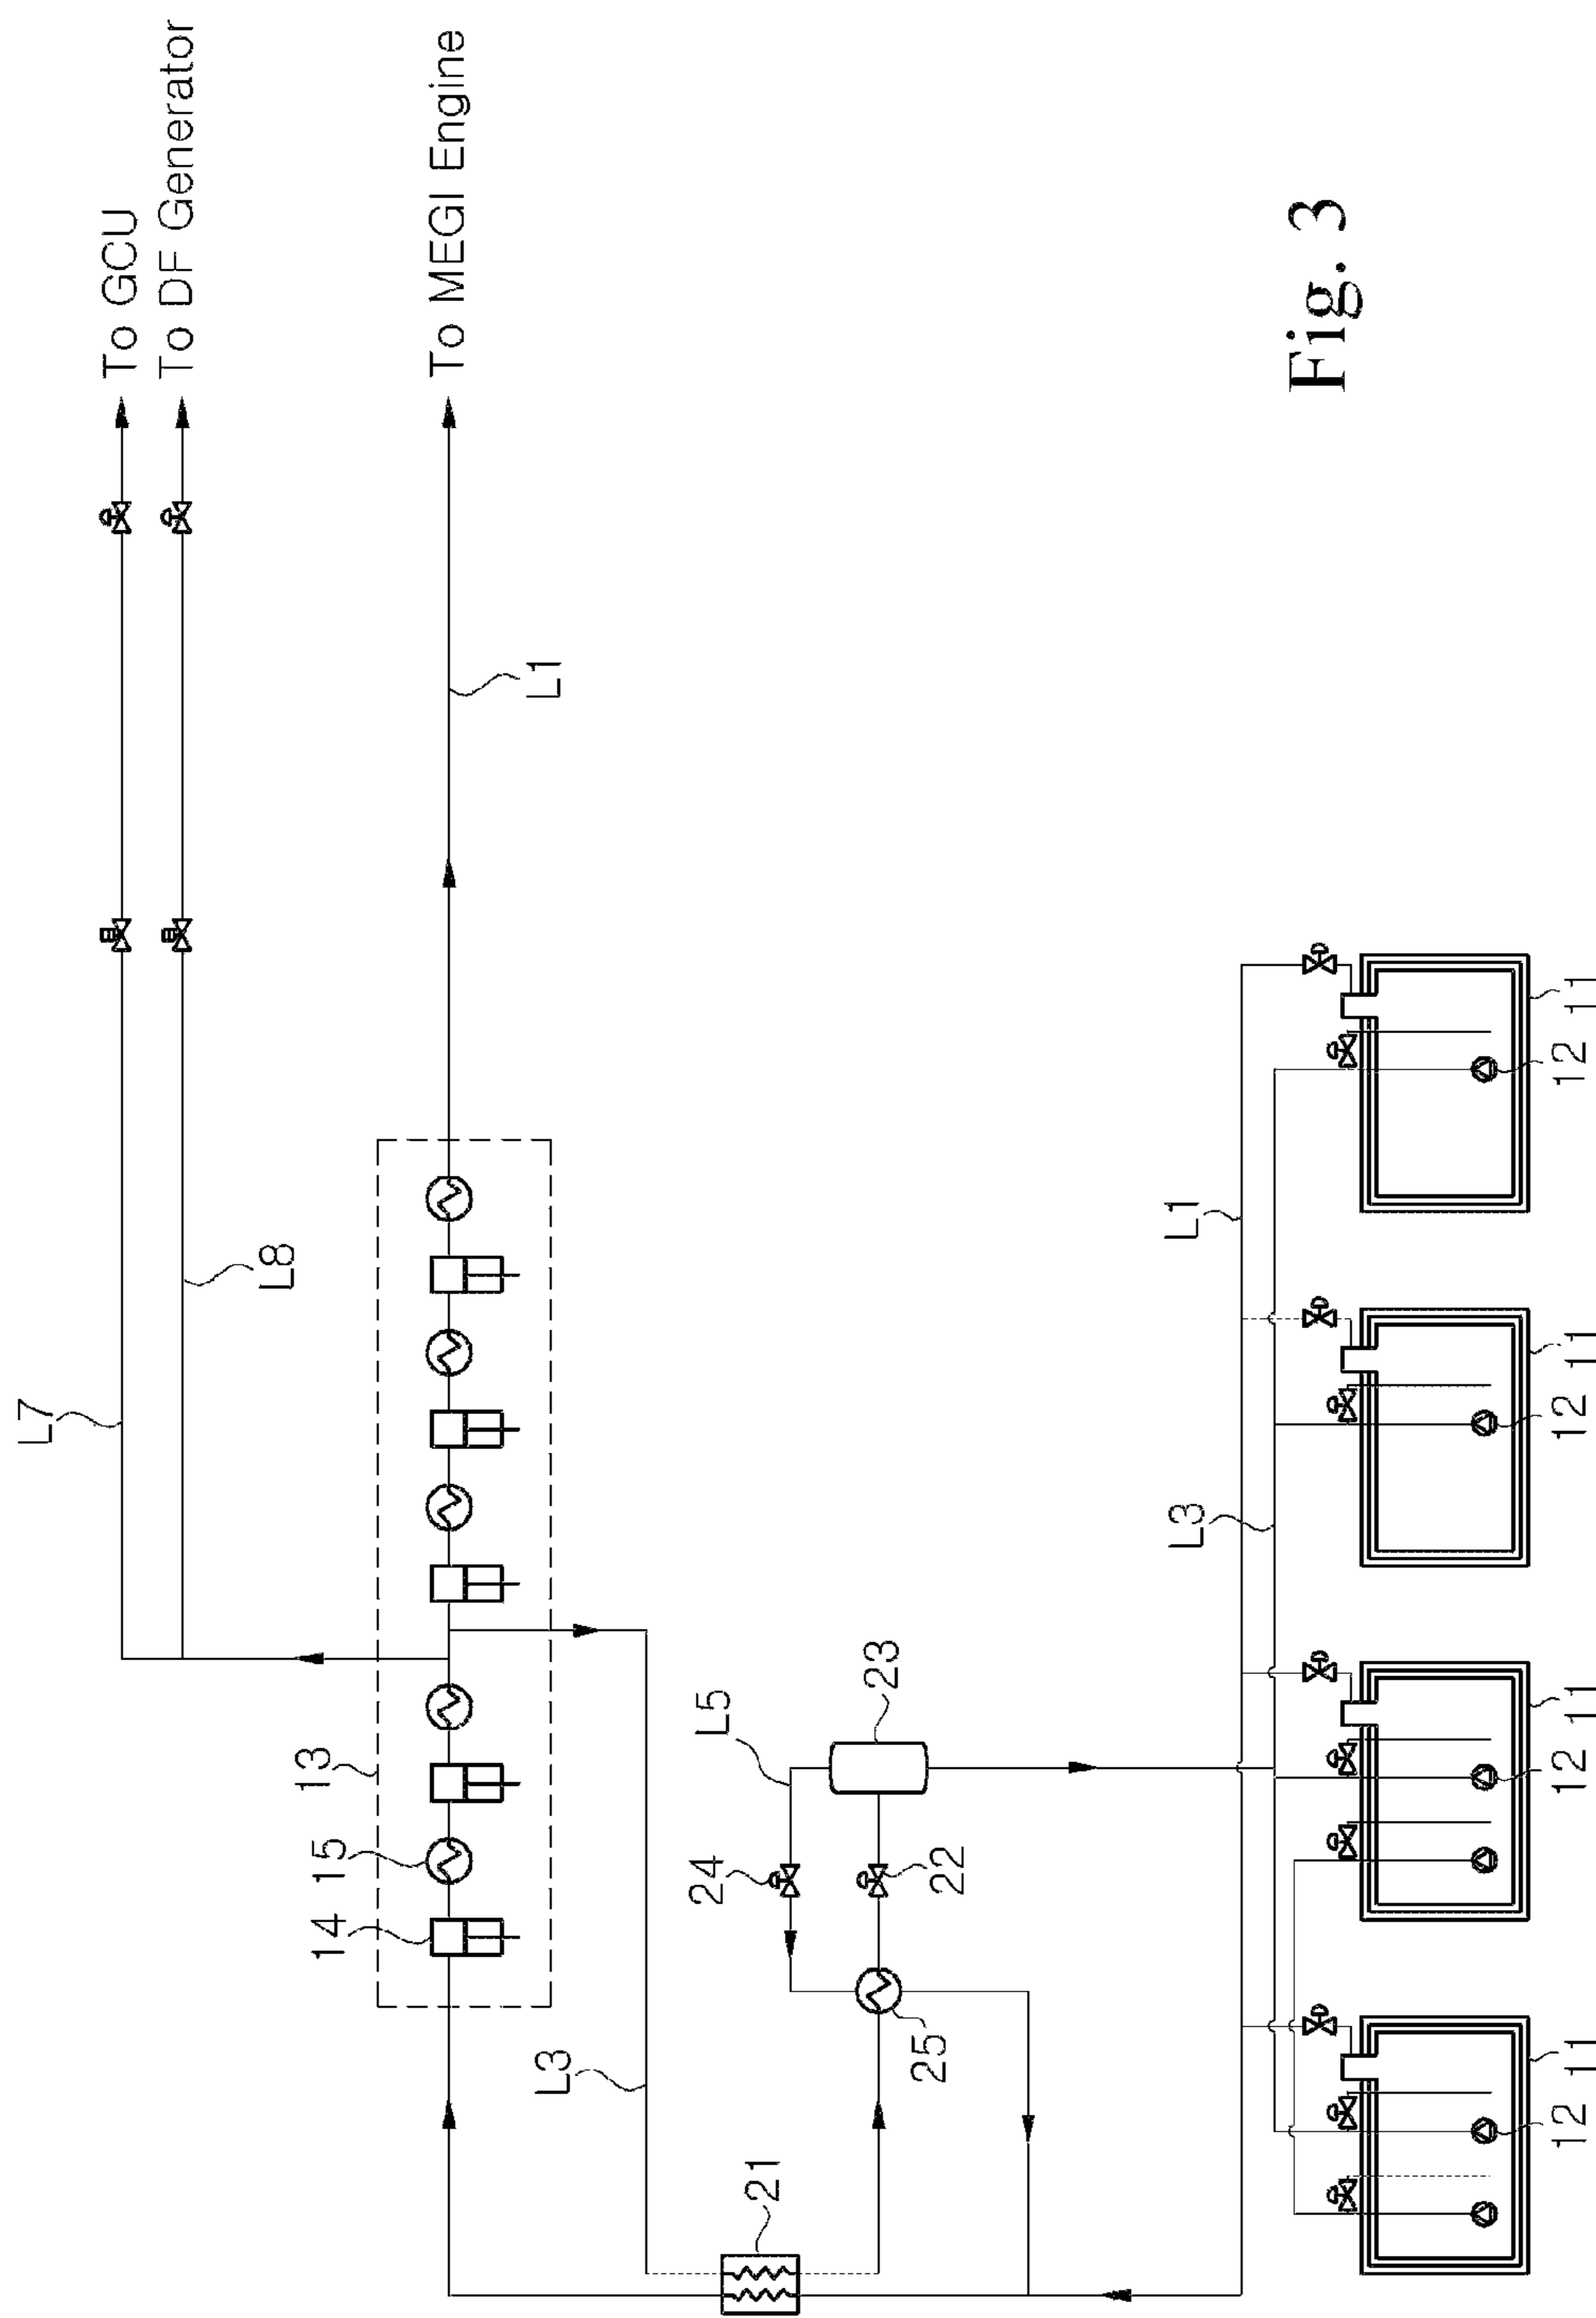 To GCU
To DF Generator
To MEGI Engine
L7
L8
L1
13
15
14
L3
L5
23
24
22
25
21
L1
L3
11
12
11
12
11
12
11
12
Fig. 3